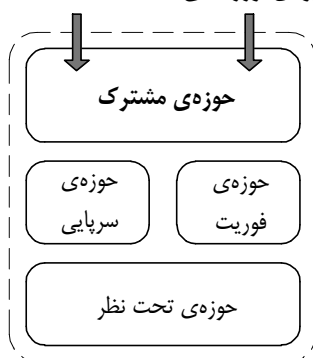 حوزه‌ی مشترک
حوزه‌ی
فوریت
حوزه‌ی
سرپایی
حوزه‌ی تحت نظر